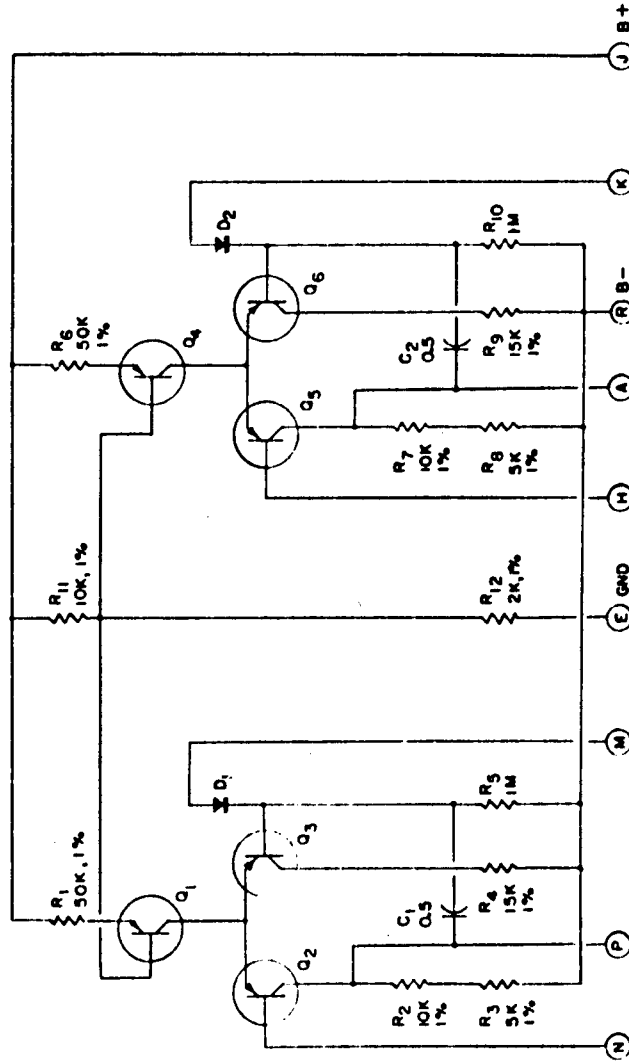 R1
50K, 1%
Q1
Q2
Q3
D1
R2
10K
1%
R3
5K
1%
C1
0.5
R4
15K
1%
R5
1M
R11
10K, 1%
R12
2K, 1%
R6
50K
1%
Q4
Q5
Q6
D2
R7
10K
1%
R8
5K
1%
C2
0.5
R9
15K
1%
R10
1M
N
P
M
E GND
H
A
R B-
K
J B+